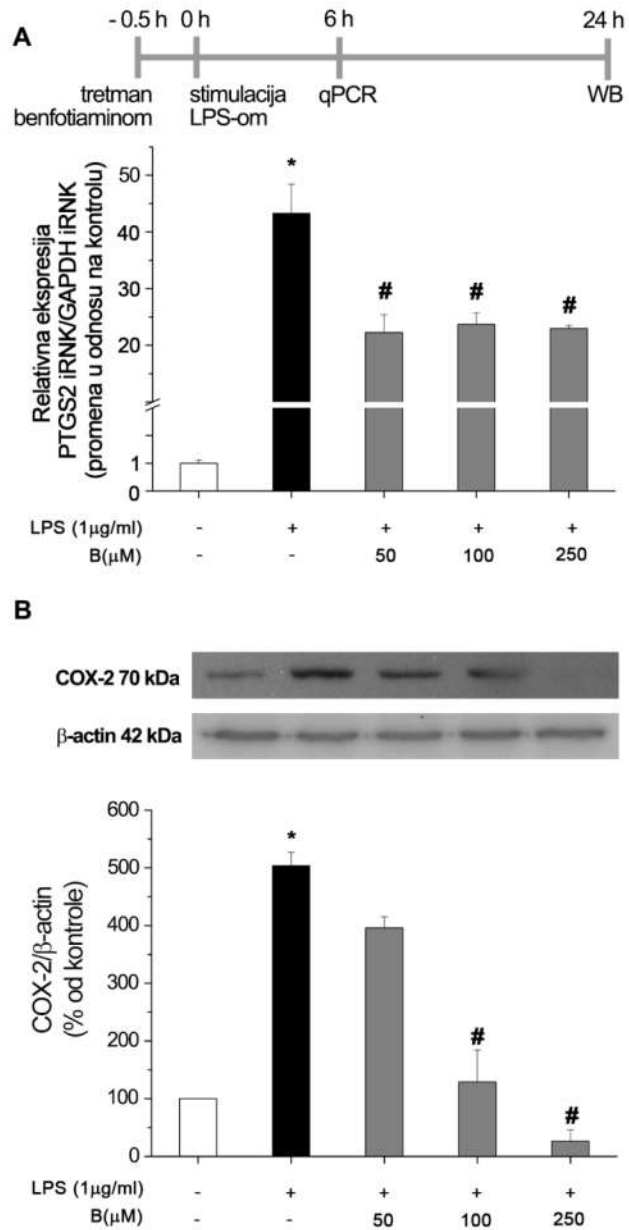 A
- 0.5 h 0 h 6 h 24 h
tretman stimulacija qPCR WB
benfotiaminom LPS-om
Relativna ekspresija
PTGS2 iRNK/GAPDH iRNK
(promena u odnosu na kontrolu)
50
40
30
20
1
0
*
# # #
LPS (1µg/ml) - + + + +
B(µM) - - 50 100 250
B
COX-2 70 kDa
β-actin 42 kDa
COX-2/β-actin
(% od kontrole)
600
500
400
300
200
100
0
*
#
#
LPS (1µg/ml) - + + + +
B(µM) - - 50 100 250